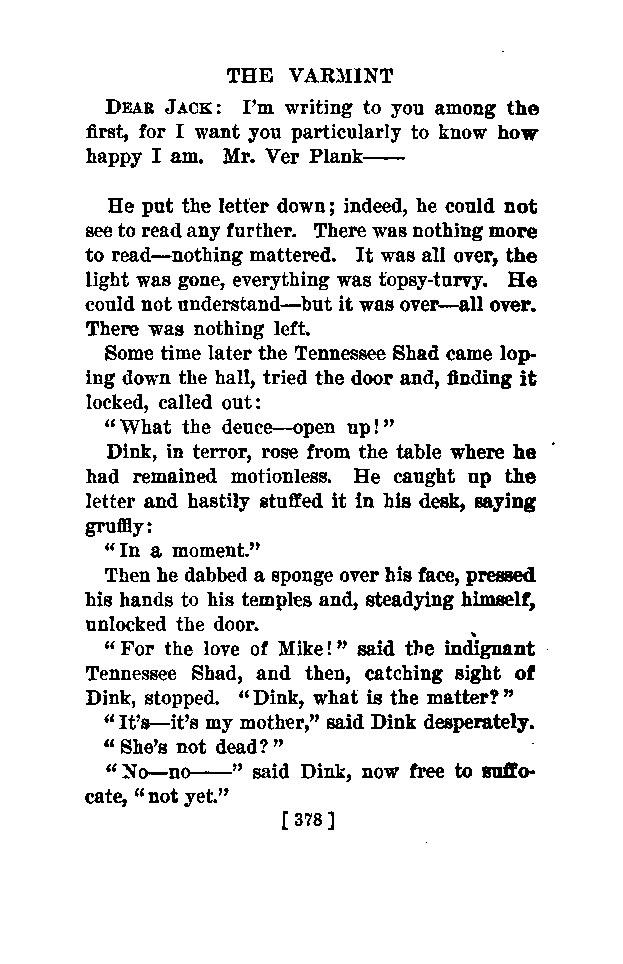 THE VARMINT
DEAR JACK: I'm writing to you among the
first, for I want you particularly to know how
happy I am. Mr. Ver Plank——
He put the letter down; indeed, he could not
see to read any further. There was nothing more
to read—nothing mattered. It was all over, the
light was gone, everything was topsy-turvy. He
could not understand—but it was over—all over.
There was nothing left.
Some time later the Tennessee Shad came lop-
ing down the hall, tried the door and, finding it
locked, called out:
"What the deuce—open up!"
Dink, in terror, rose from the table where he
had remained motionless. He caught up the
letter and hastily stuffed it in his desk, saying
gruffly:
"In a moment."
Then he dabbed a sponge over his face, pressed
his hands to his temples and, steadying himself,
unlocked the door.
"For the love of Mike!" said the indignant
Tennessee Shad, and then, catching sight of
Dink, stopped. "Dink, what is the matter?"
"It's—it's my mother," said Dink desperately.
"She's not dead?"
"No—no——" said Dink, now free to suffo-
cate, "not yet."
[ 378 ]